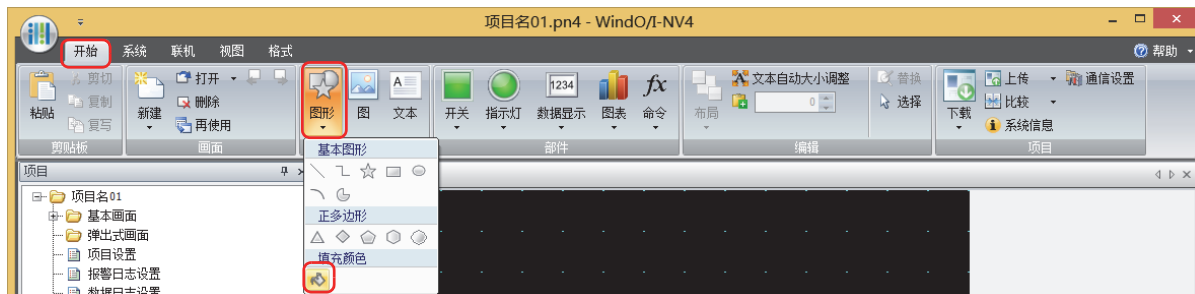 项目名01.pn4 - WindO/I-NV4
开始 系统 联机 视图 格式 帮助
粘贴 剪切 复制 复写
剪贴板
新建 打开 删除 再使用
画面
图形 图 文本
开关 指示灯 1234 数据显示 图表 fx 命令
部件
布局 文本自动大小调整 0 替换 选择
编辑
下载 上传 比较 系统信息 通信设置
项目
基本图形
正多边形
填充颜色
项目
项目名01
基本画面
弹出式画面
项目设置
报警日志设置
数据日志设置